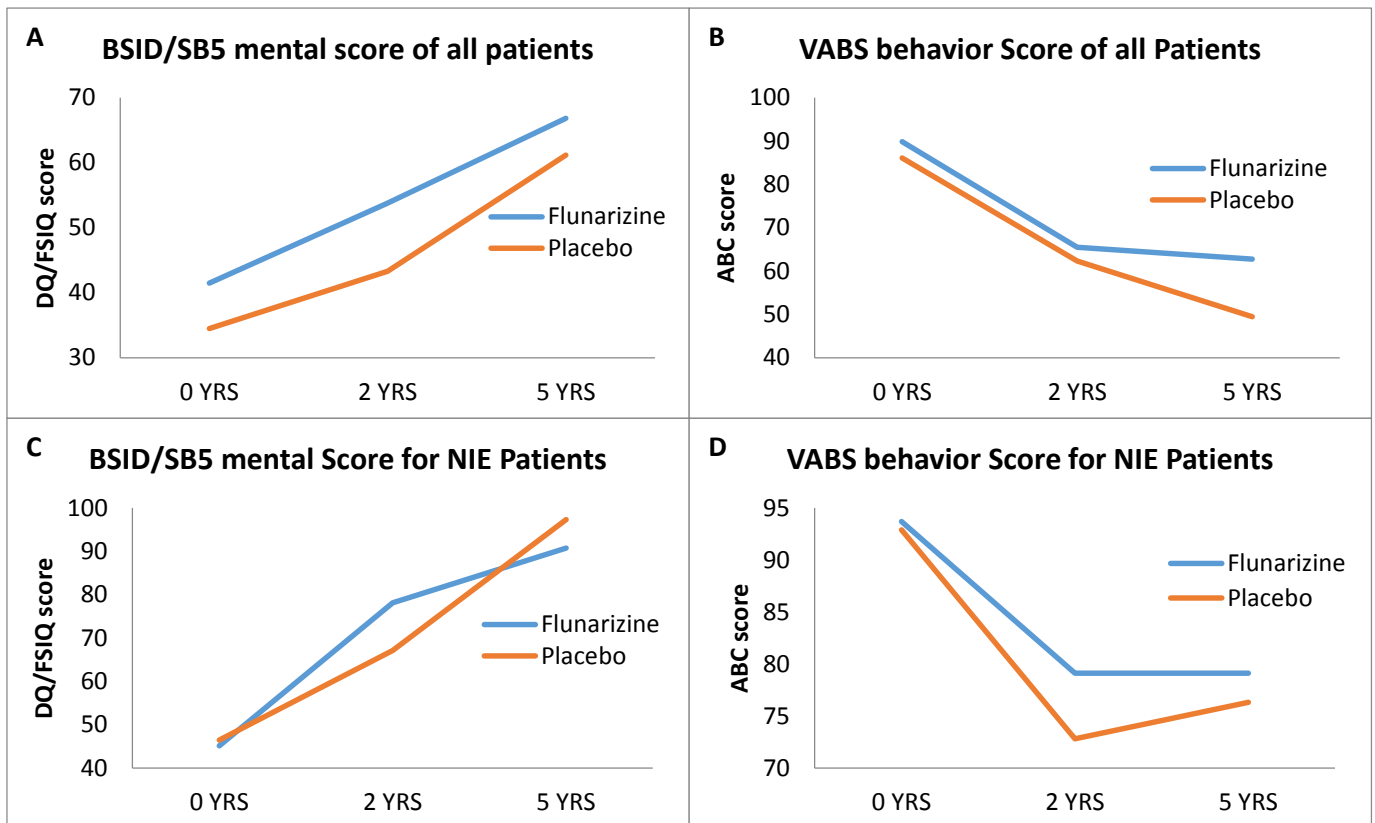 A
BSID/SB5 mental score of all patients
DQ/FSIQ score
70
60
50
40
30
Flunarizine
Placebo
0 YRS 2 YRS 5 YRS
B
VABS behavior Score of all Patients
ABC score
100
90
80
70
60
50
40
Flunarizine
Placebo
0 YRS 2 YRS 5 YRS
C
BSID/SB5 mental Score for NIE Patients
DQ/FSIQ score
100
90
80
70
60
50
40
Flunarizine
Placebo
0 YRS 2 YRS 5 YRS
D
VABS behavior Score for NIE Patients
ABC score
95
90
85
80
75
70
Flunarizine
Placebo
0 YRS 2 YRS 5 YRS